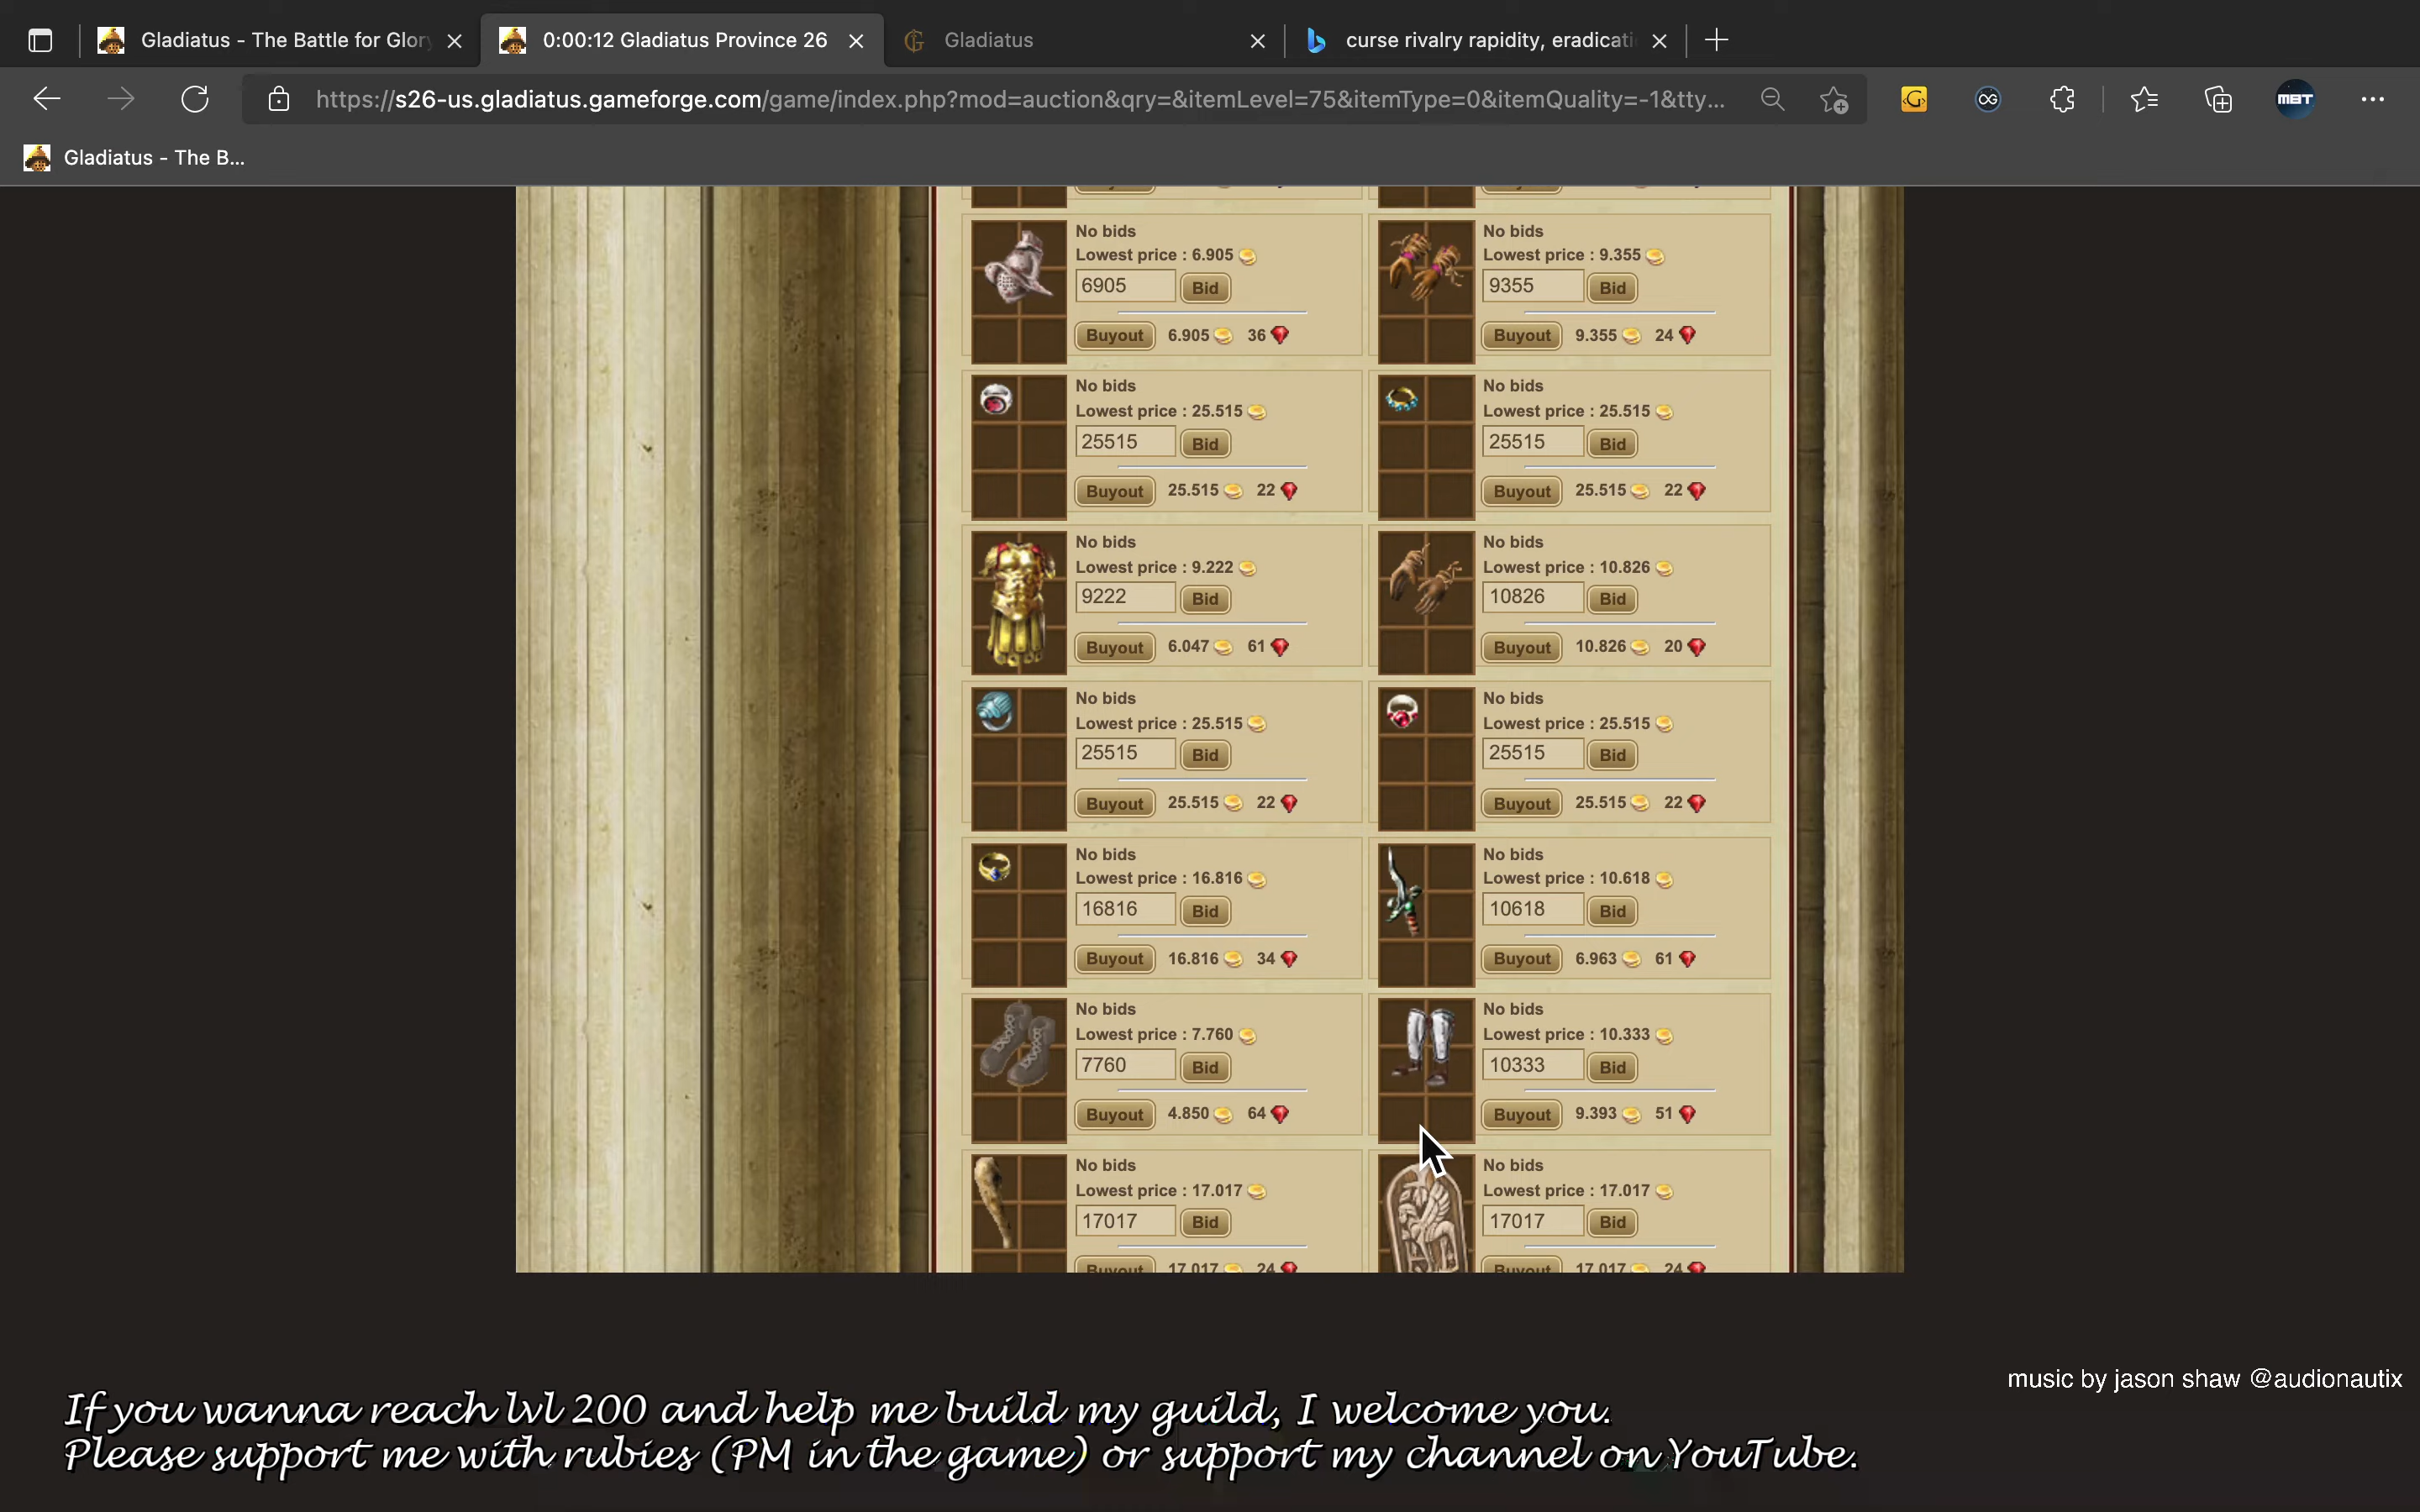 Gladiatus - The Battle for Glor
0:00:12 Gladiatus Province 26
Gladiatus
curse rivalry rapidity, eradicati
https://s26-us.gladiatus.gameforge.com/game/index.php?mod=auction&qry=&itemLevel=75&itemType=0&itemQuality=-1&tty...
MBT
Gladiatus - The B...
No bids
Lowest price : 6.905
6905 Bid
Buyout 6.905 36
No bids
Lowest price : 9.355
9355 Bid
Buyout 9.355 24
No bids
Lowest price : 25.515
25515 Bid
Buyout 25.515 22
No bids
Lowest price : 25.515
25515 Bid
Buyout 25.515 22
No bids
Lowest price : 9.222
9222 Bid
Buyout 6.047 61
No bids
Lowest price : 10.826
10826 Bid
Buyout 10.826 20
No bids
Lowest price : 25.515
25515 Bid
Buyout 25.515 22
No bids
Lowest price : 25.515
25515 Bid
Buyout 25.515 22
No bids
Lowest price : 16.816
16816 Bid
Buyout 16.816 34
No bids
Lowest price : 10.618
10618 Bid
Buyout 6.963 61
No bids
Lowest price : 7.760
7760 Bid
Buyout 4.850 64
No bids
Lowest price : 10.333
10333 Bid
Buyout 9.393 51
No bids
Lowest price : 17.017
17017 Bid
Buyout 17.017 24
No bids
Lowest price : 17.017
17017 Bid
Buyout 17.017 24
music by jason shaw @audionautix
If you wanna reach lvl 200 and help me build my guild, I welcome you.
Please support me with rubies (PM in the game) or support my channel on YouTube.